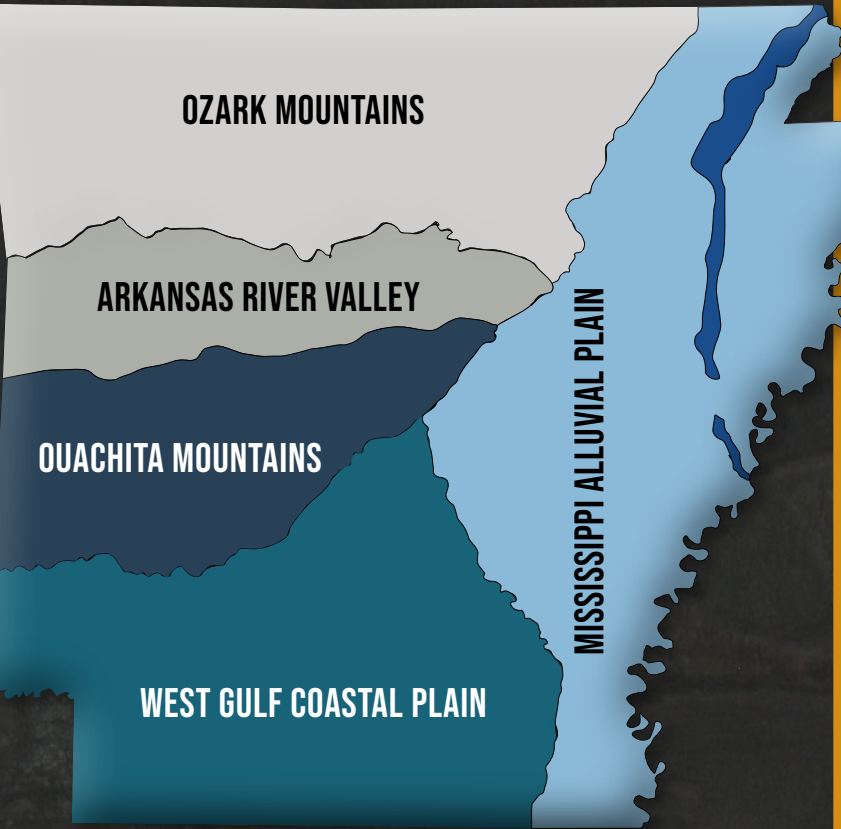 OZARK MOUNTAINS
ARKANSAS RIVER VALLEY
OUACHITA MOUNTAINS
MISSISSIPPI ALLUVIAL PLAIN
WEST GULF COASTAL PLAIN